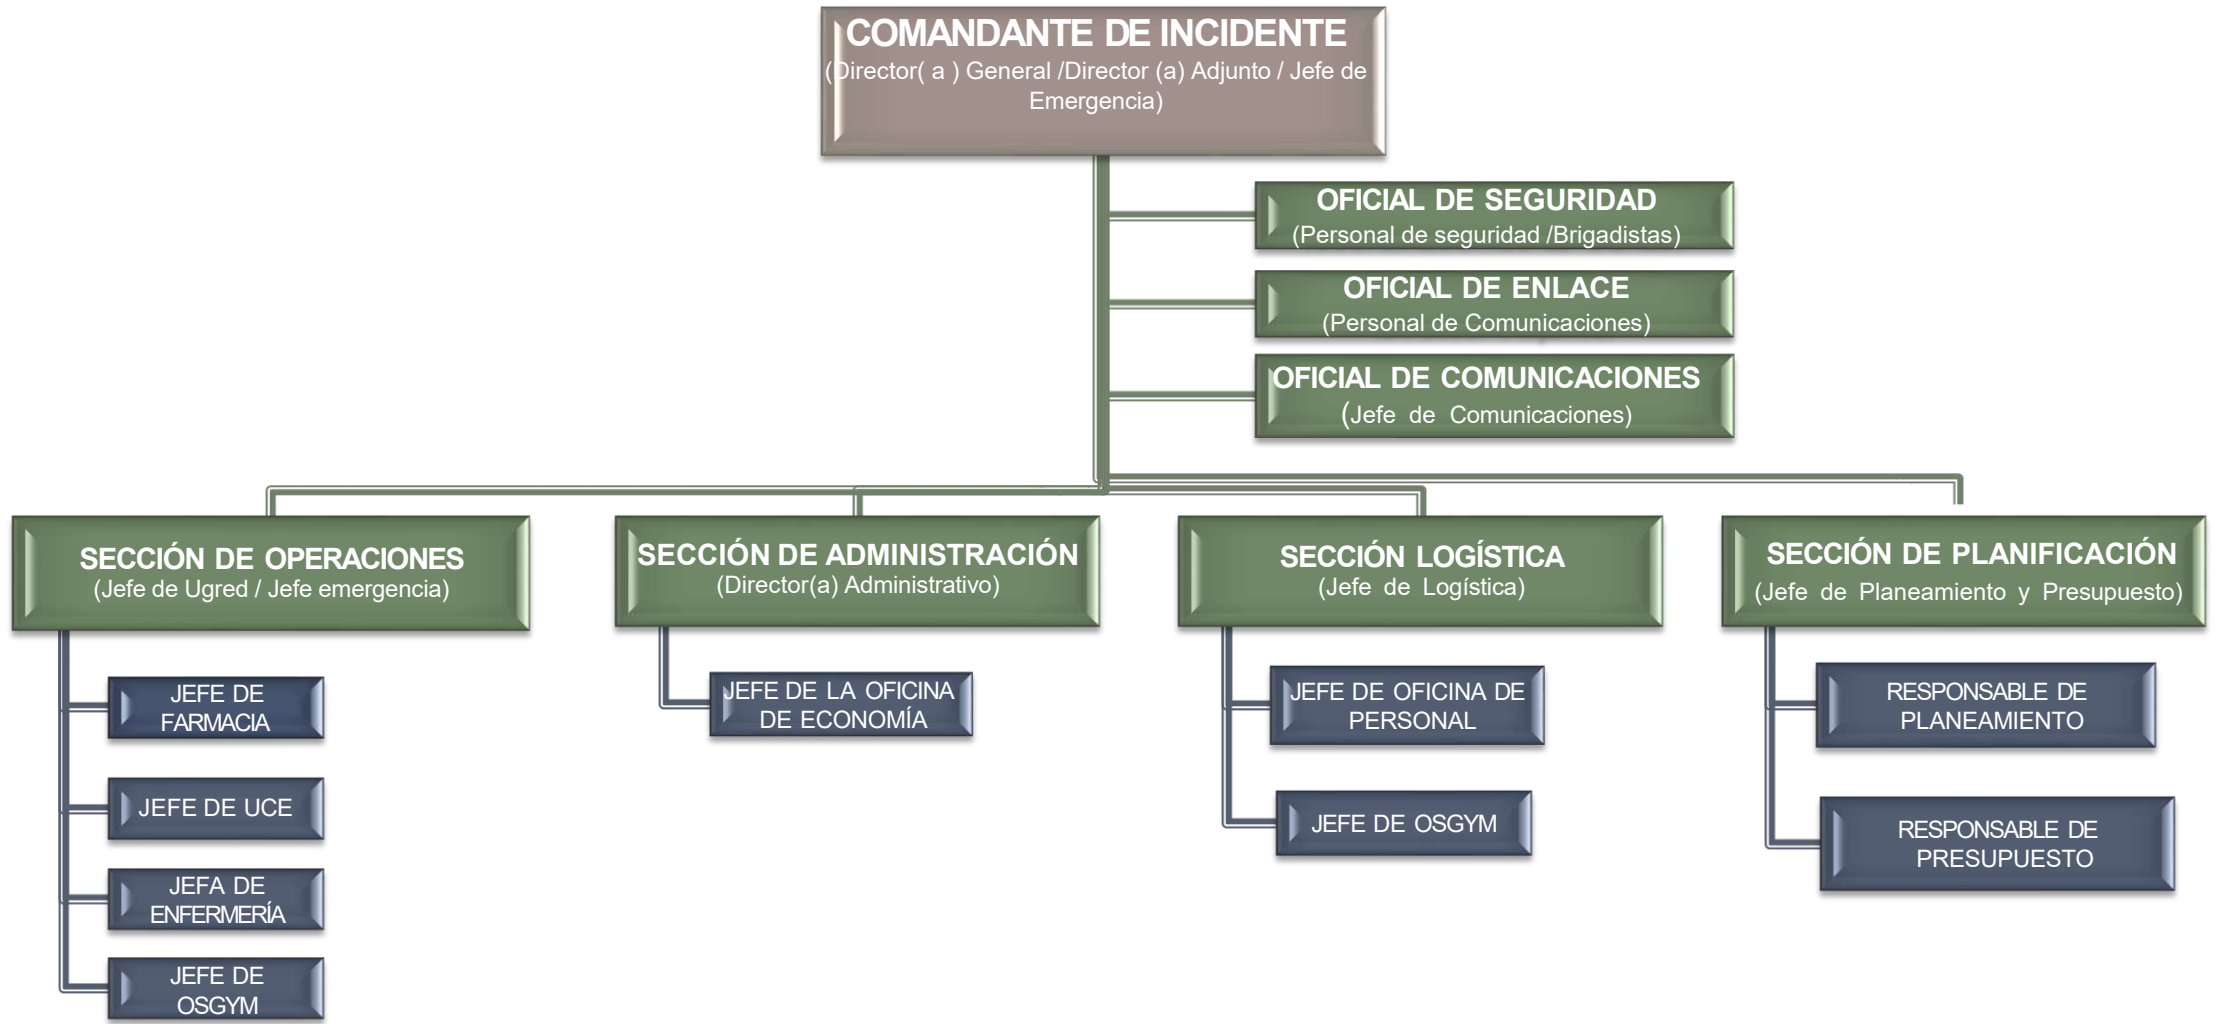 COMANDANTE DE INCIDENTE
(Director( a ) General /Director (a) Adjunto / Jefe de
Emergencia)
OFICIAL DE SEGURIDAD
(Personal de seguridad /Brigadistas)
OFICIAL DE ENLACE
(Personal de Comunicaciones)
OFICIAL DE COMUNICACIONES
(Jefe de Comunicaciones)
SECCIÓN DE OPERACIONES
(Jefe de Ugred / Jefe emergencia)
JEFE DE
FARMACIA
JEFE DE UCE
JEFA DE
ENFERMERÍA
JEFE DE
OSGYM
SECCIÓN DE ADMINISTRACIÓN
(Director(a) Administrativo)
JEFE DE LA OFICINA
DE ECONOMÍA
SECCIÓN LOGÍSTICA
(Jefe de Logística)
JEFE DE OFICINA DE
PERSONAL
JEFE DE OSGYM
SECCIÓN DE PLANIFICACIÓN
(Jefe de Planeamiento y Presupuesto)
RESPONSABLE DE
PLANEAMIENTO
RESPONSABLE DE
PRESUPUESTO